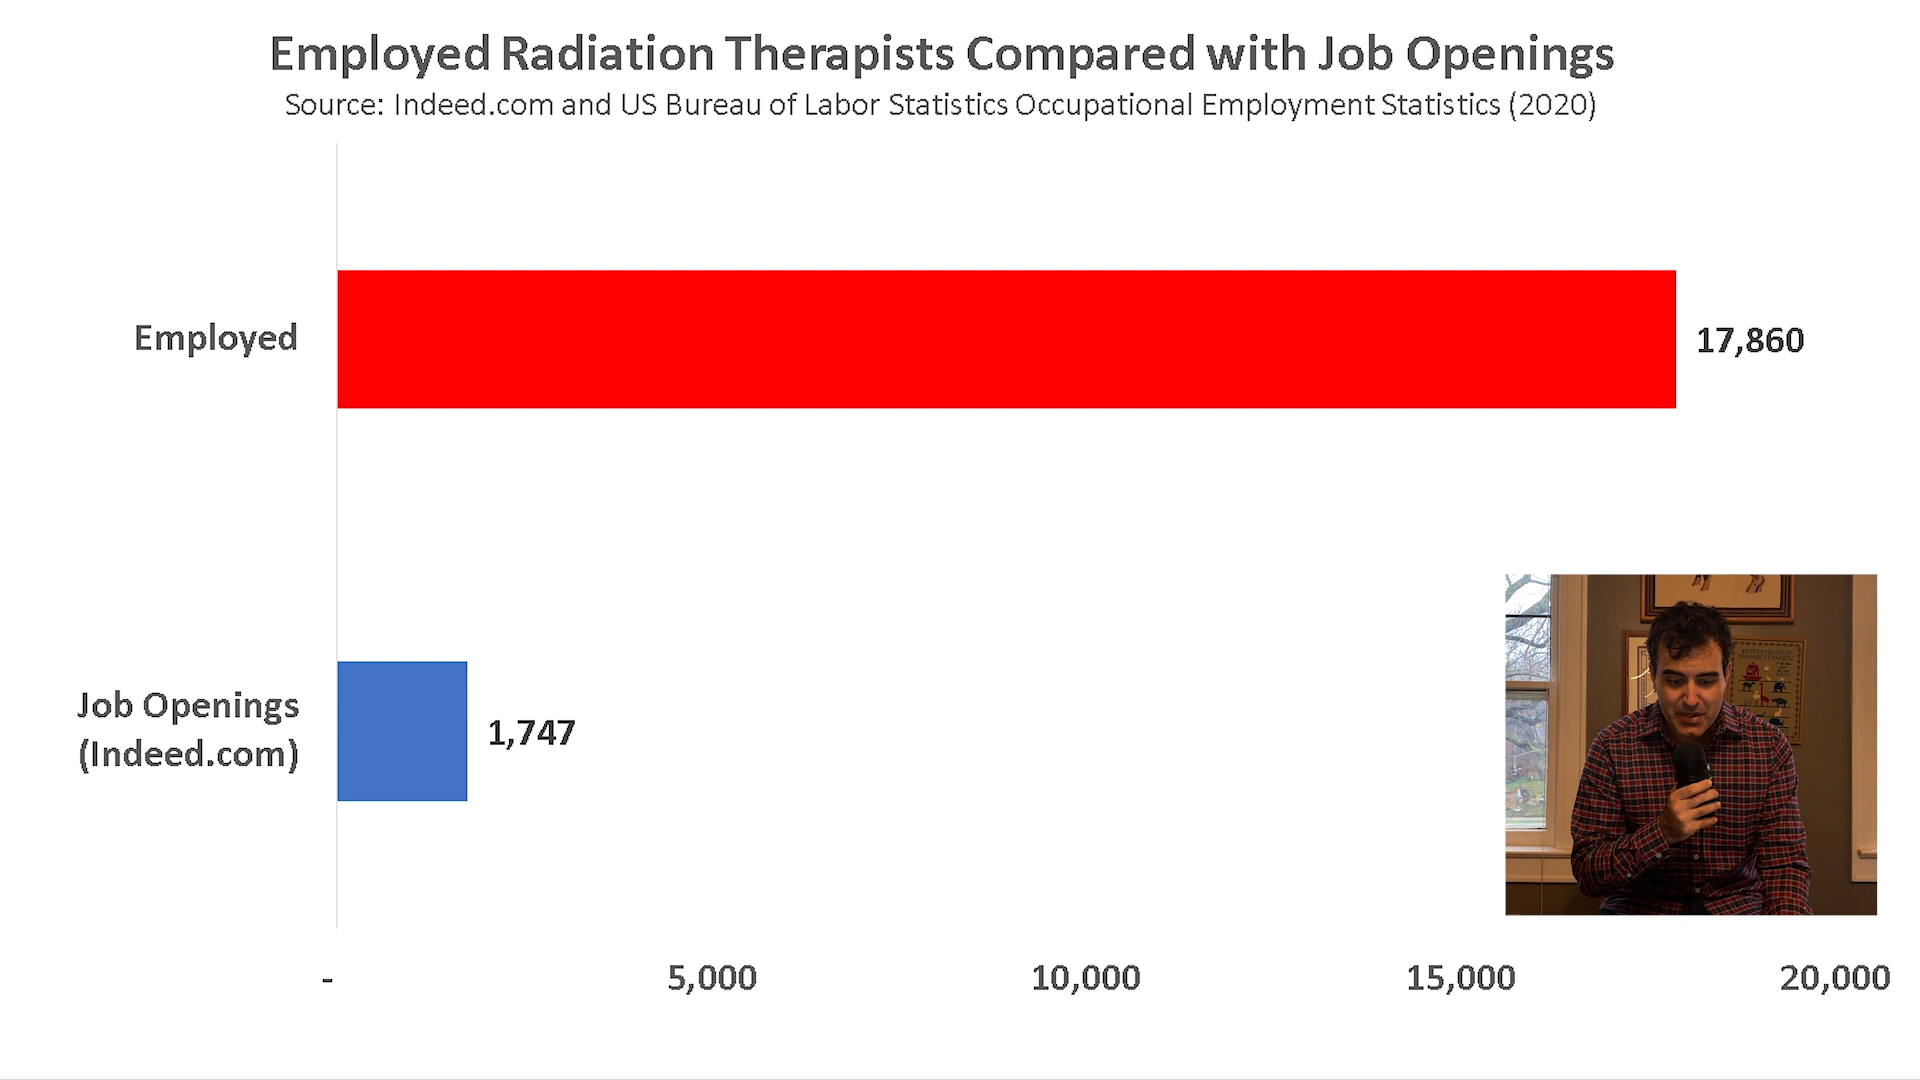 Employed Radiation Therapists Compared with Job Openings
Source: Indeed.com and US Bureau of Labor Statistics Occupational Employment Statistics (2020)
Employed
17,860
Job Openings
(Indeed.com)
1,747
-
5,000
10,000
15,000
20,000